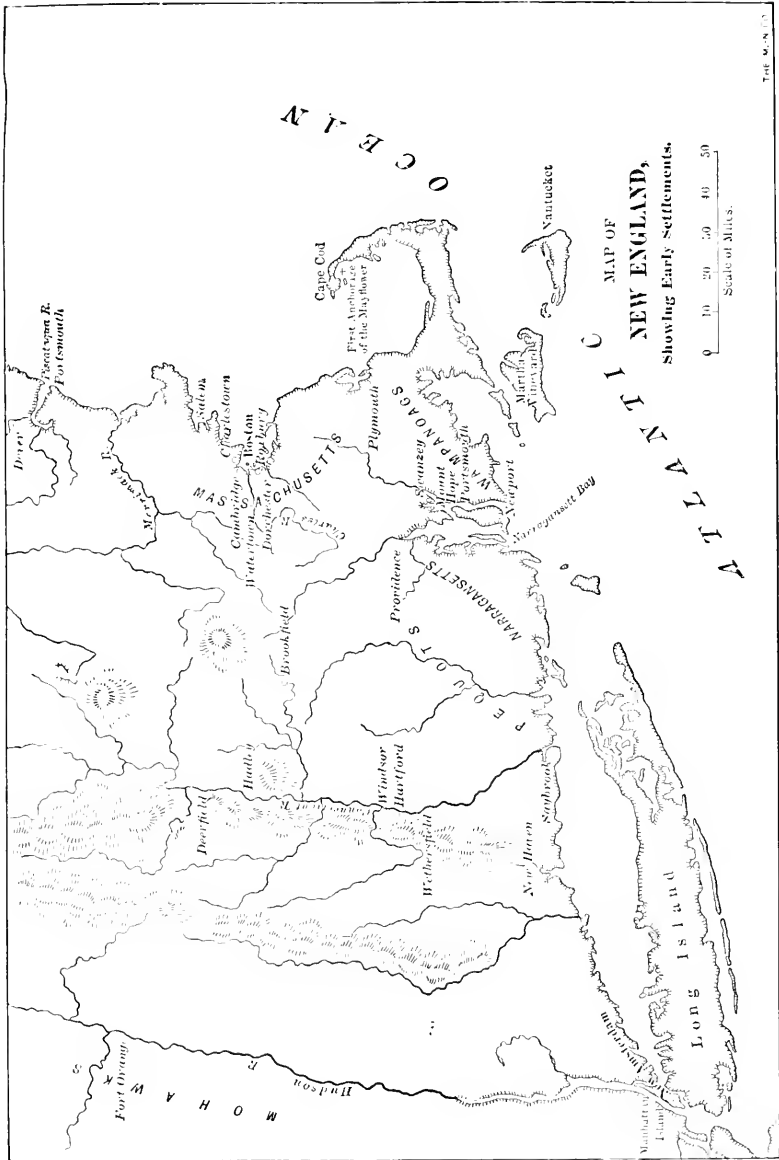 MAP OF
NEW ENGLAND,
Showing Early Settlements.
0 10 20 30 40 50
Scale of Miles.
ATLANTIC
OCEAN
Dover
Piscataqua R.
Portsmouth
Merrimack R.
Salem
Charlestown
Boston
Roxbury
Cambridge
Watertown
Dorchester
Charles R.
MASSACHUSETTS
Cape Cod
First Anchorage
of the Mayflower
Plymouth
WAMPANOAGS
Swanzey
Mount
Hope
Portsmouth
Newport
Narragansett Bay
Martha's
Vineyard
Nantucket
Providence
NARRAGANSETTS
PEQUOTS
Brookfield
Hadley
Deerfield
Windsor
Hartford
Wethersfield
Saybrook
New Haven
Long Island
Amsterdam
Manhattan
Island
Hudson R
Fort Orange
MOHAWKS
THE M.-N. CO.